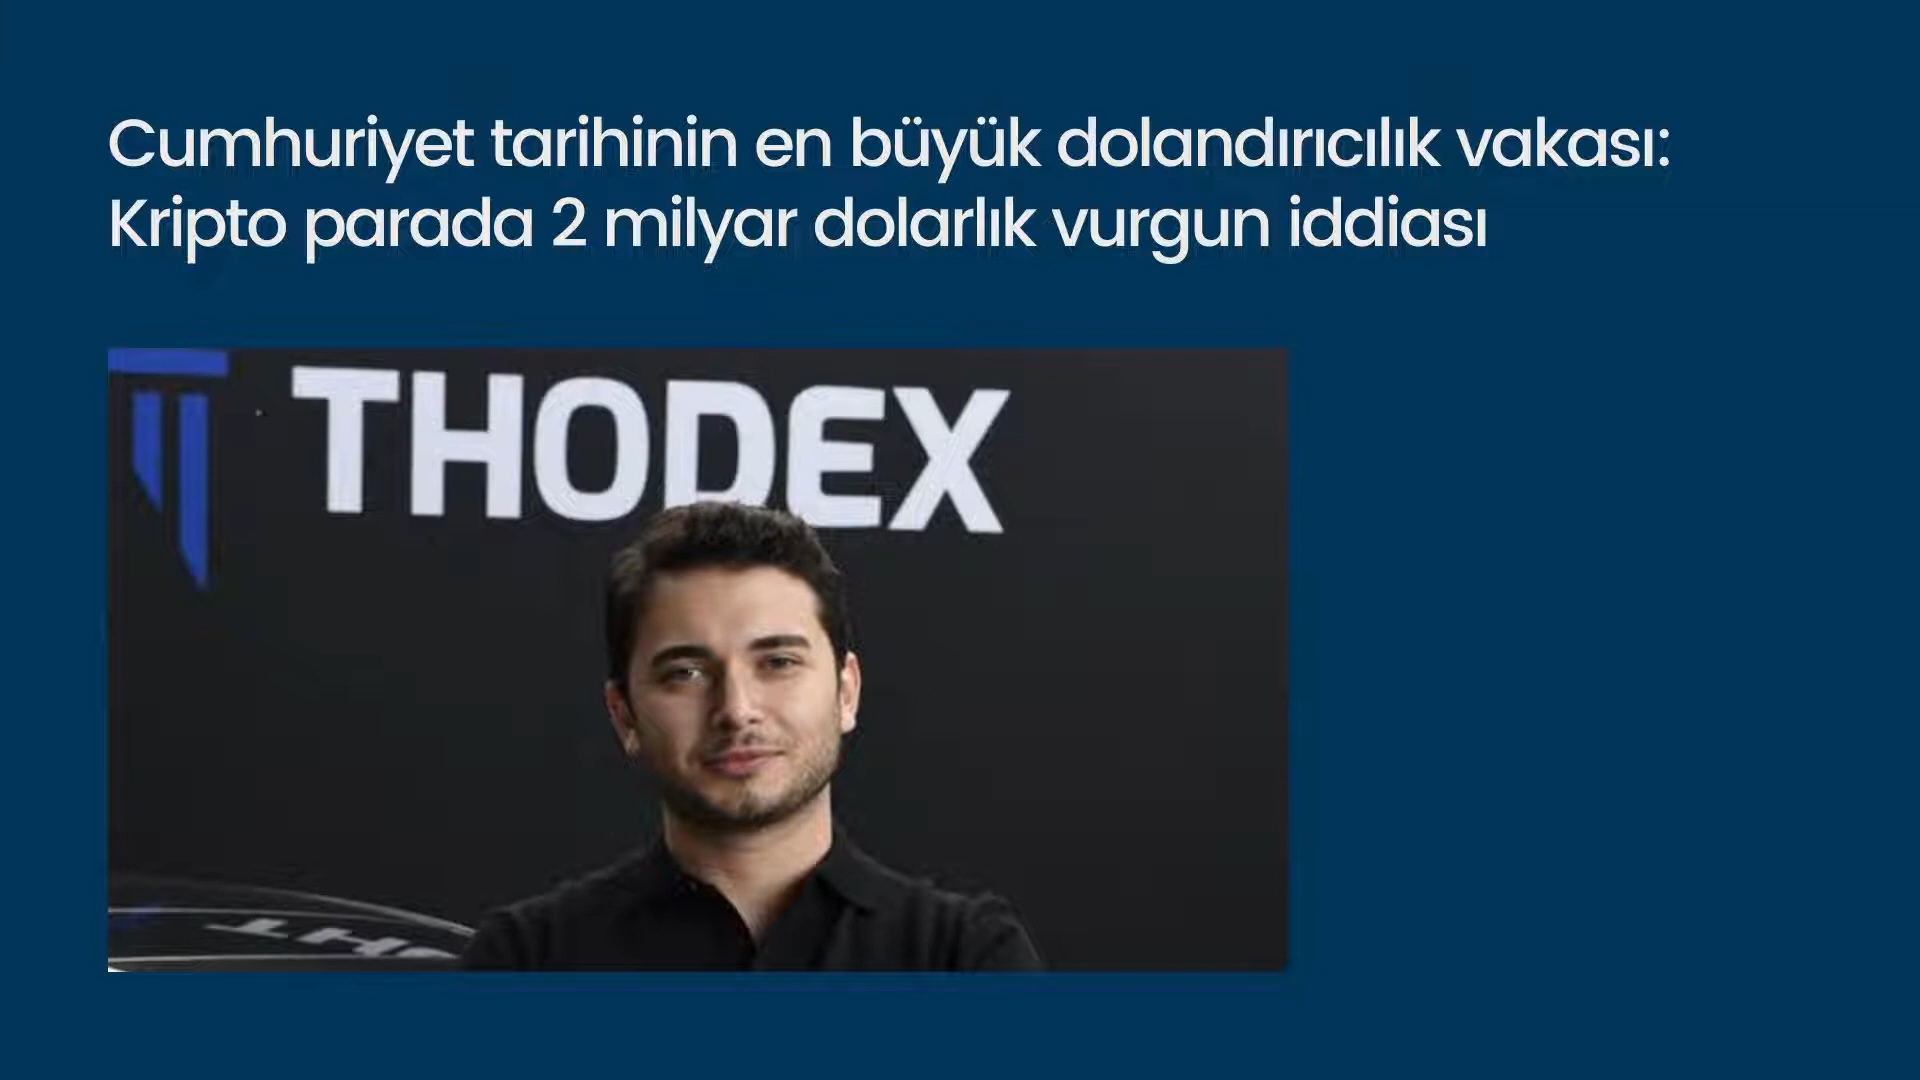 Cumhuriyet tarihinin en büyük dolandırıcılık vakası:
Kripto parada 2 milyar dolarlık vurgun iddiası
THODEX